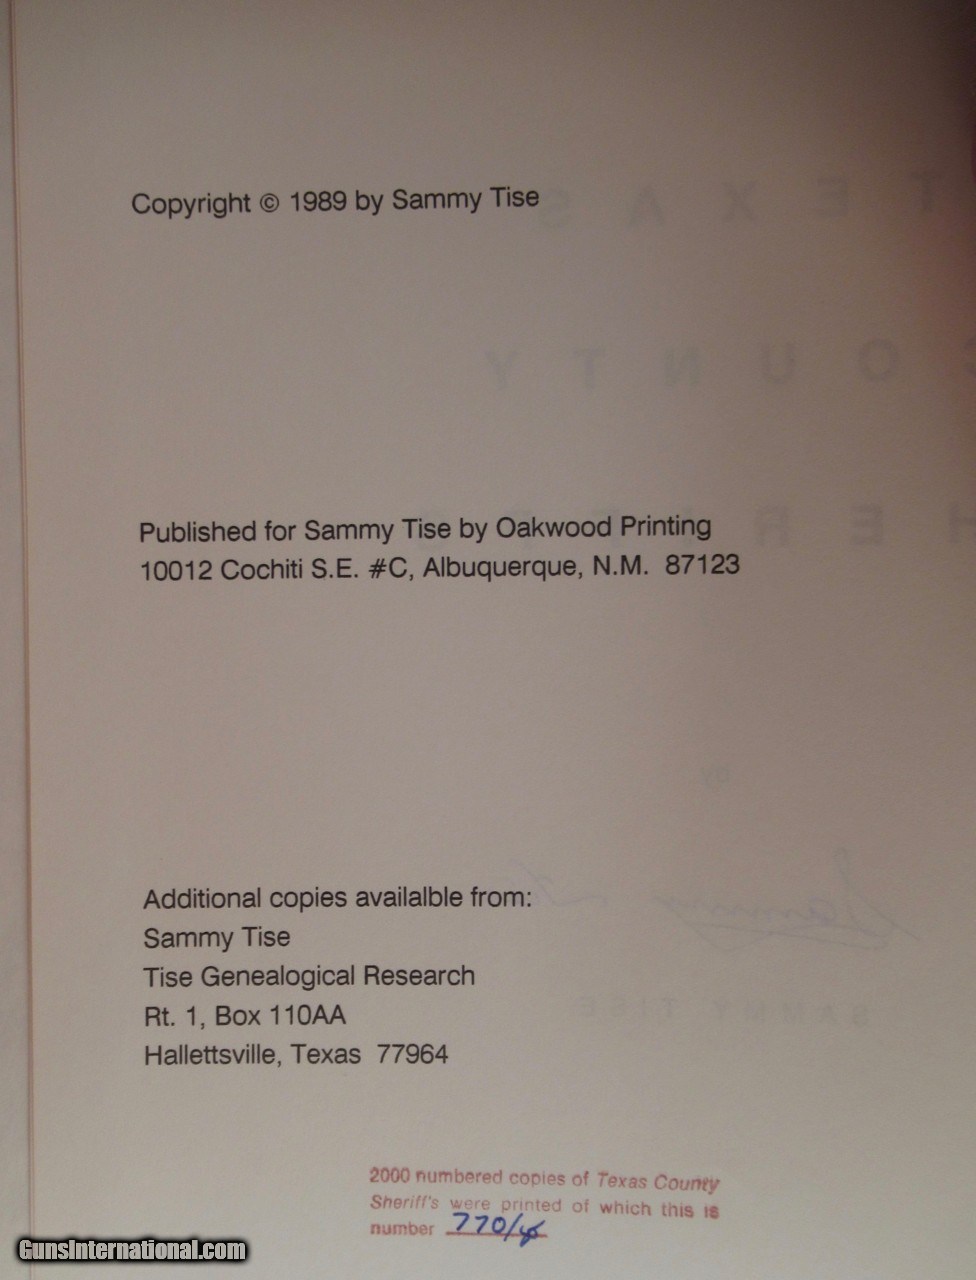 Copyright © 1989 by Sammy Tise
Published for Sammy Tise by Oakwood Printing
10012 Cochiti S.E. #C, Albuquerque, N.M. 87123
Additional copies availalble from:
Sammy Tise
Tise Genealogical Research
Rt. 1, Box 110AA
Hallettsville, Texas 77964
2000 numbered copies of Texas County
Sheriff's were printed of which this is
number 770/
GunsInternational.com